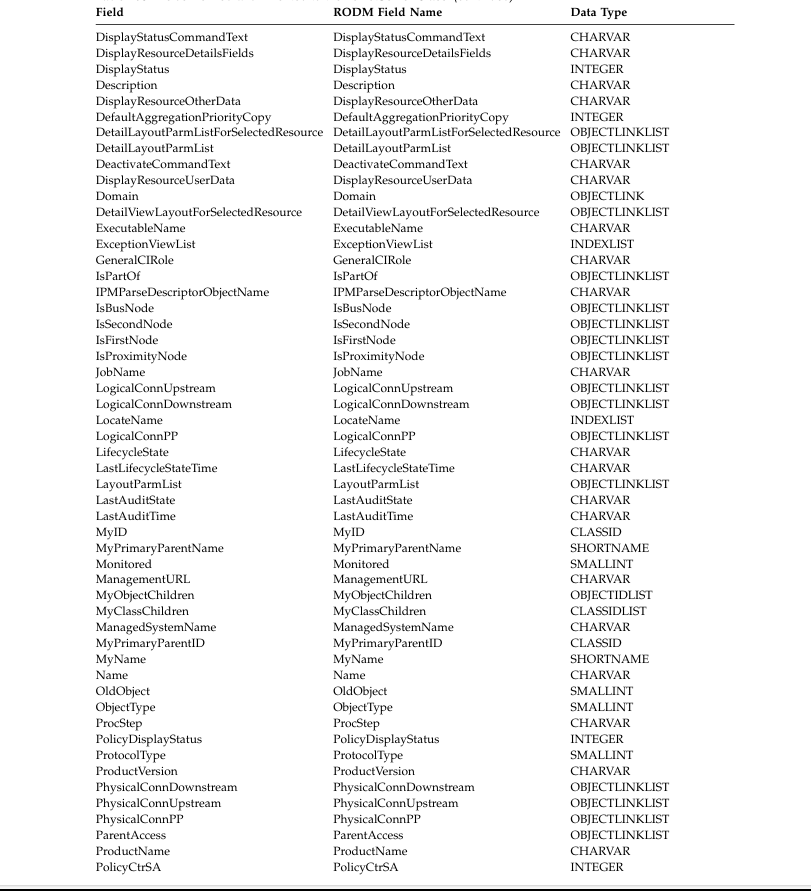 Field RODM Field Name Data Type
DisplayStatusCommandText DisplayStatusCommandText CHARVAR
DisplayResourceDetailsFields DisplayResourceDetailsFields CHARVAR
DisplayStatus DisplayStatus INTEGER
Description Description CHARVAR
DisplayResourceOtherData DisplayResourceOtherData CHARVAR
DefaultAggregationPriorityCopy DefaultAggregationPriorityCopy INTEGER
DetailLayoutParmListForSelectedResource DetailLayoutParmListForSelectedResource OBJECTLINKLIST
DetailLayoutParmList DetailLayoutParmList OBJECTLINKLIST
DeactivateCommandText DeactivateCommandText CHARVAR
DisplayResourceUserData DisplayResourceUserData CHARVAR
Domain Domain OBJECTLINK
DetailViewLayoutForSelectedResource DetailViewLayoutForSelectedResource OBJECTLINKLIST
ExecutableName ExecutableName CHARVAR
ExceptionViewList ExceptionViewList INDEXLIST
GeneralCIRole GeneralCIRole CHARVAR
IsPartOf IsPartOf OBJECTLINKLIST
IPMParseDescriptorObjectName IPMParseDescriptorObjectName CHARVAR
IsBusNode IsBusNode OBJECTLINKLIST
IsSecondNode IsSecondNode OBJECTLINKLIST
IsFirstNode IsFirstNode OBJECTLINKLIST
IsProximityNode IsProximityNode OBJECTLINKLIST
JobName JobName CHARVAR
LogicalConnUpstream LogicalConnUpstream OBJECTLINKLIST
LogicalConnDownstream LogicalConnDownstream OBJECTLINKLIST
LocateName LocateName INDEXLIST
LogicalConnPP LogicalConnPP OBJECTLINKLIST
LifecycleState LifecycleState CHARVAR
LastLifecycleStateTime LastLifecycleStateTime CHARVAR
LayoutParmList LayoutParmList OBJECTLINKLIST
LastAuditState LastAuditState CHARVAR
LastAuditTime LastAuditTime CHARVAR
MyID MyID CLASSID
MyPrimaryParentName MyPrimaryParentName SHORTNAME
Monitored Monitored SMALLINT
ManagementURL ManagementURL CHARVAR
MyObjectChildren MyObjectChildren OBJECTIDLIST
MyClassChildren MyClassChildren CLASSIDLIST
ManagedSystemName ManagedSystemName CHARVAR
MyPrimaryParentID MyPrimaryParentID CLASSID
MyName MyName SHORTNAME
Name Name CHARVAR
OldObject OldObject SMALLINT
ObjectType ObjectType SMALLINT
ProcStep ProcStep CHARVAR
PolicyDisplayStatus PolicyDisplayStatus INTEGER
ProtocolType ProtocolType SMALLINT
ProductVersion ProductVersion CHARVAR
PhysicalConnDownstream PhysicalConnDownstream OBJECTLINKLIST
PhysicalConnUpstream PhysicalConnUpstream OBJECTLINKLIST
PhysicalConnPP PhysicalConnPP OBJECTLINKLIST
ParentAccess ParentAccess OBJECTLINKLIST
ProductName ProductName CHARVAR
PolicyCtrSA PolicyCtrSA INTEGER